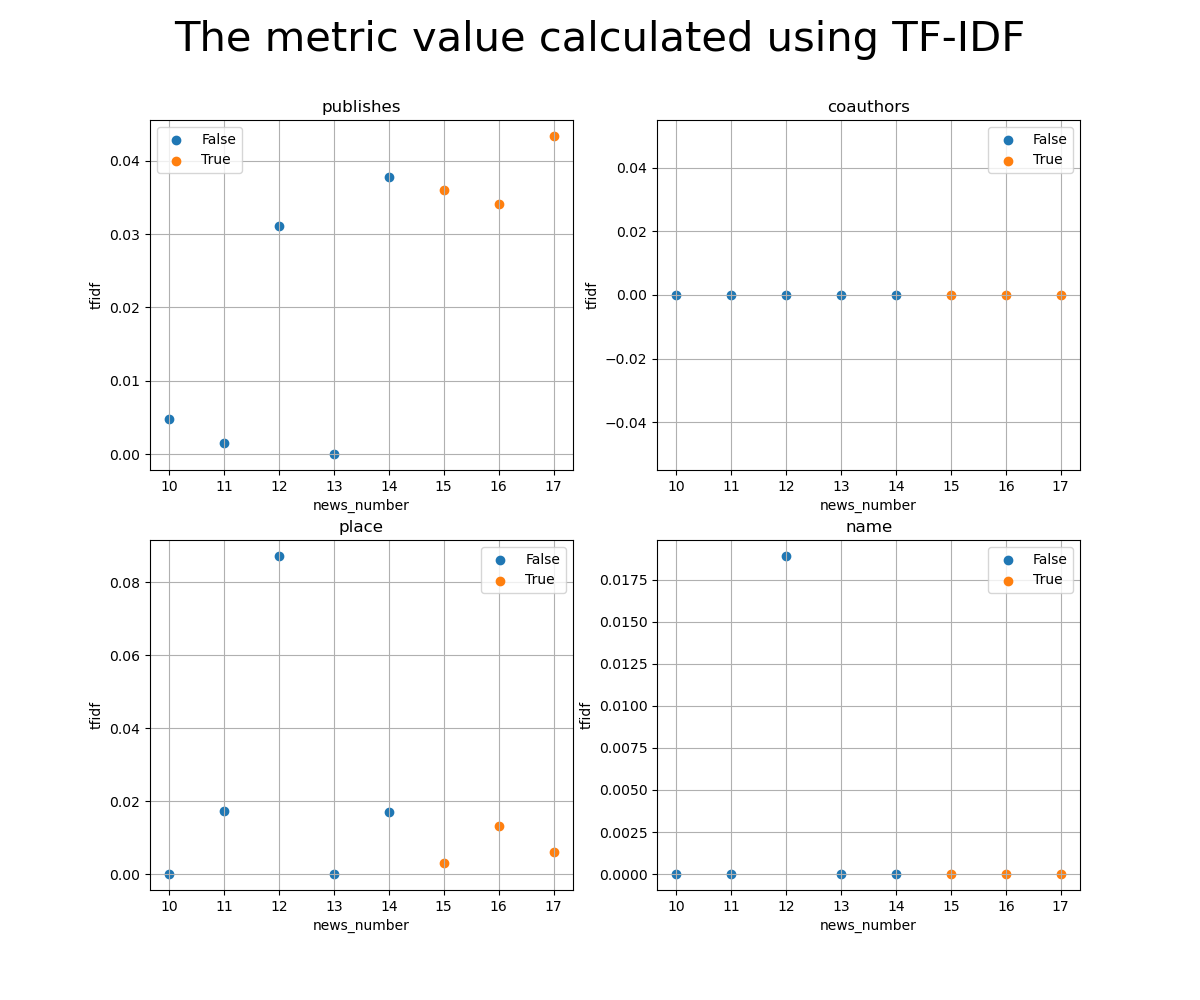 The metric value calculated using TF-IDF
publishes
False
True
0.04
0.03
0.02
0.01
0.00
tfidf
10 11 12 13 14 15 16 17
news_number
coauthors
False
True
0.04
0.02
0.00
−0.02
−0.04
tfidf
10 11 12 13 14 15 16 17
news_number
place
False
True
0.08
0.06
0.04
0.02
0.00
tfidf
10 11 12 13 14 15 16 17
news_number
name
False
True
0.0175
0.0150
0.0125
0.0100
0.0075
0.0050
0.0025
0.0000
tfidf
10 11 12 13 14 15 16 17
news_number